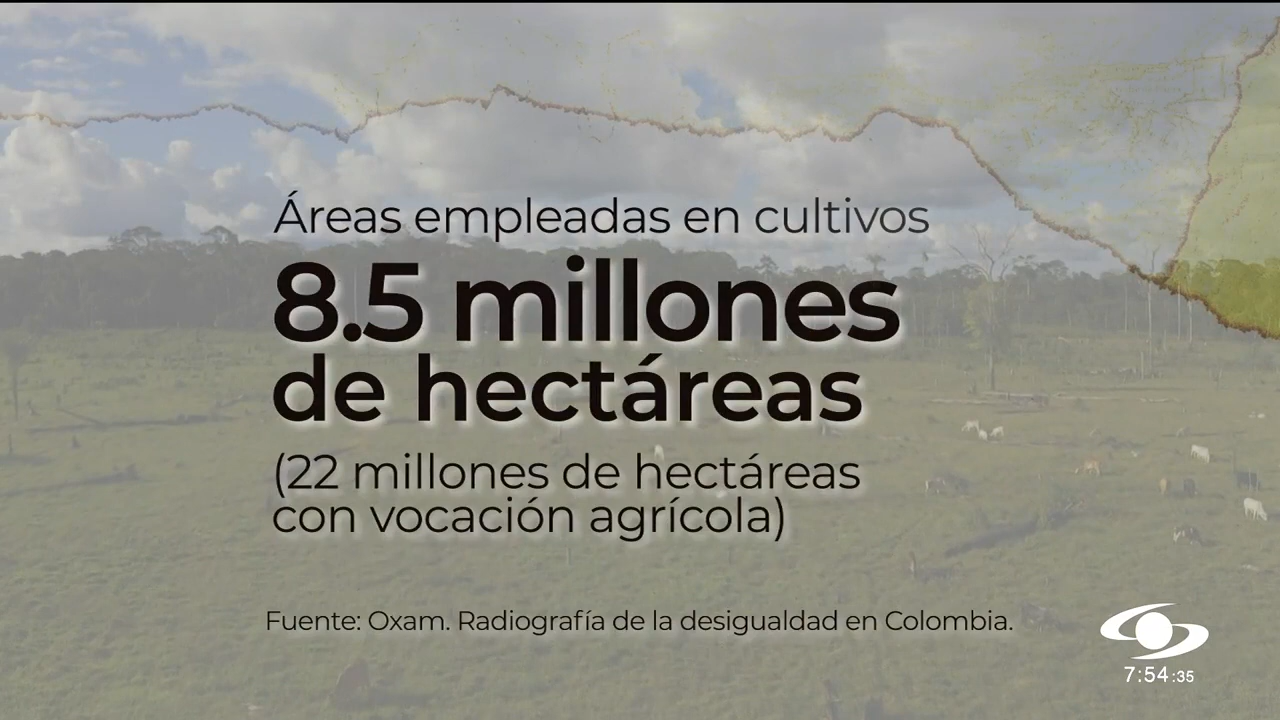 Áreas empleadas en cultivos
8.5 millones
de hectáreas
(22 millones de hectáreas
con vocación agrícola)
Fuente: Oxam. Radiografía de la desigualdad en Colombia.
7:54:35